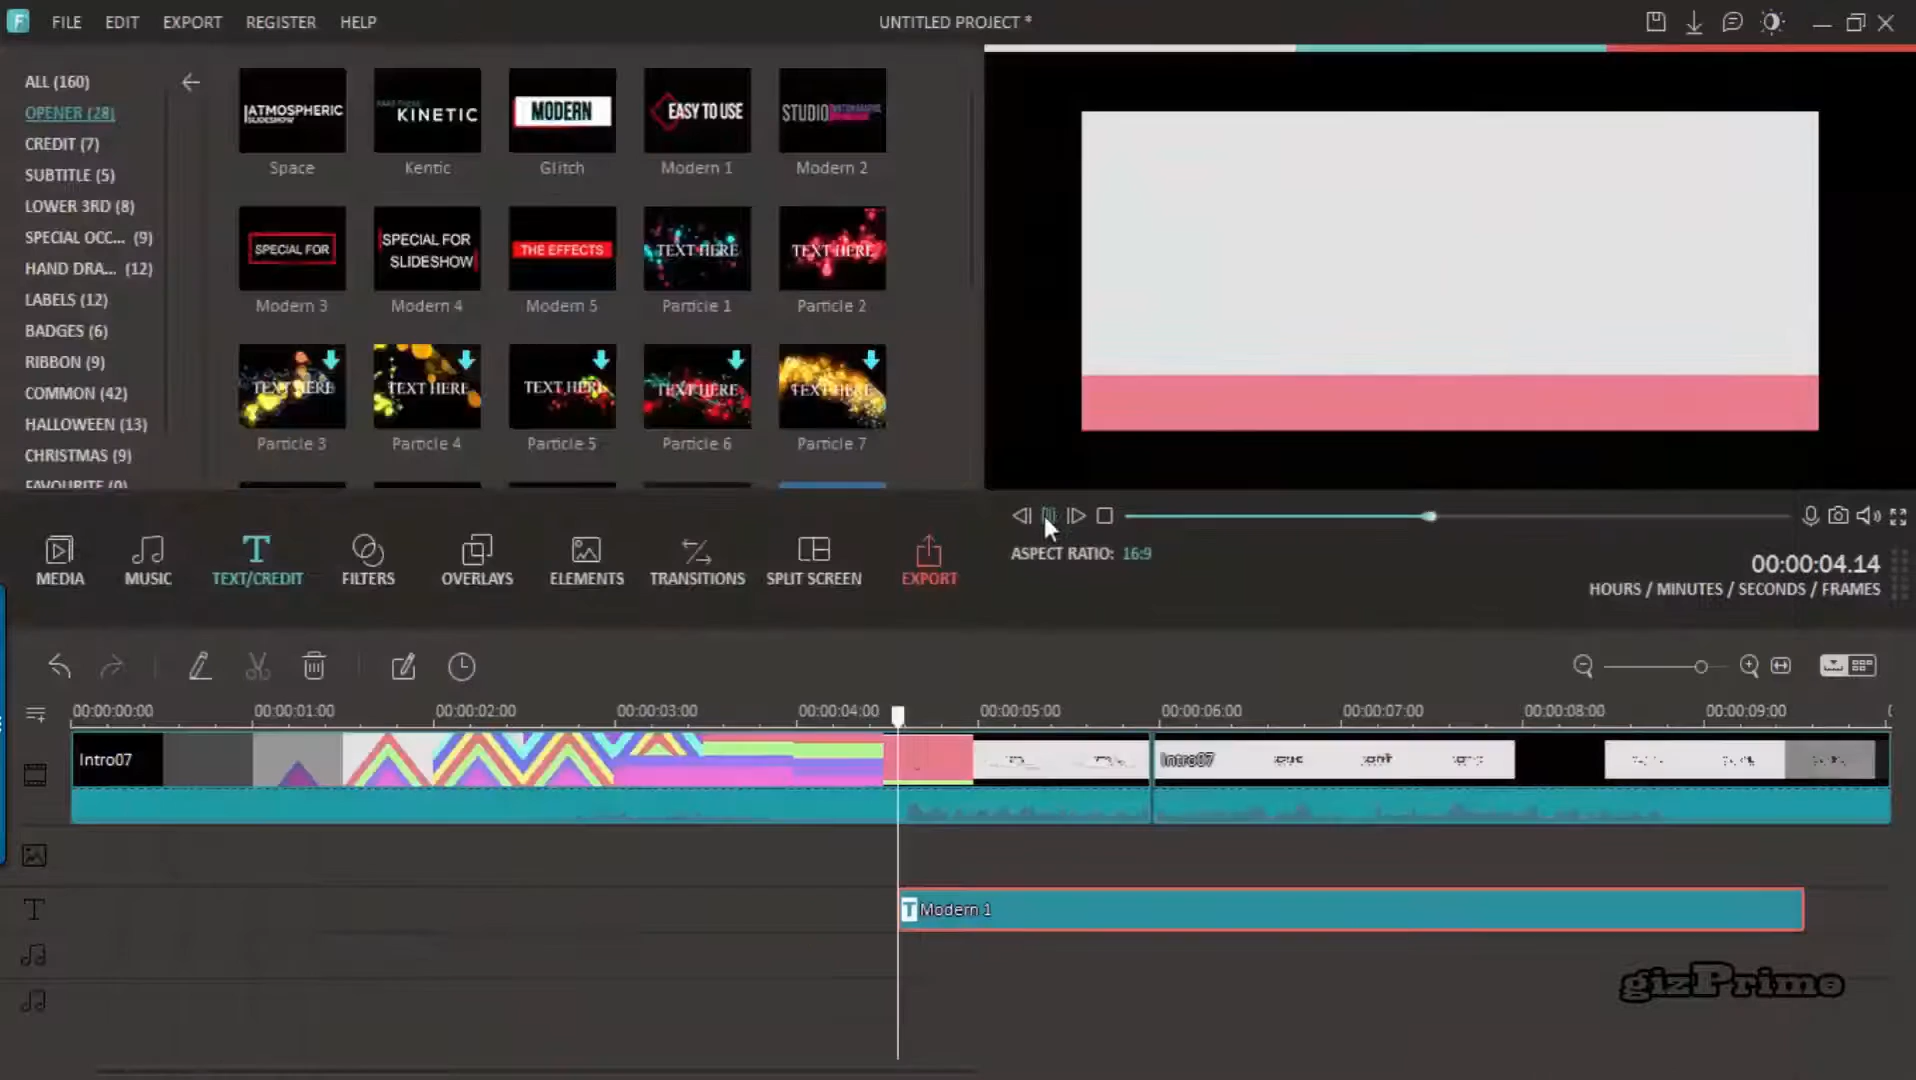 FILE EDIT EXPORT REGISTER HELP
UNTITLED PROJECT *
ALL (160)
OPENER (28)
CREDIT (7)
SUBTITLE (5)
LOWER 3RD (8)
SPECIAL OCC... (9)
HAND DRA... (12)
LABELS (12)
BADGES (6)
RIBBON (9)
COMMON (42)
HALLOWEEN (13)
CHRISTMAS (9)
FAVOURITE (0)
ATMOSPHERIC
SLIDESHOW
KINETIC
MODERN
EASY TO USE
STUDIO
Space Kentic Glitch Modern 1 Modern 2
SPECIAL FOR
SPECIAL FOR
SLIDESHOW
THE EFFECTS
TEXT HERE
TEXT HERE
Modern 3 Modern 4 Modern 5 Particle 1 Particle 2
TEXT HERE
TEXT HERE
TEXT HERE
TEXT HERE
TEXT HERE
Particle 3 Particle 4 Particle 5 Particle 6 Particle 7
MEDIA MUSIC TEXT/CREDIT FILTERS OVERLAYS ELEMENTS TRANSITIONS SPLIT SCREEN EXPORT
ASPECT RATIO: 16:9
00:00:04.14
HOURS / MINUTES / SECONDS / FRAMES
00:00:00:00 00:00:01:00 00:00:02:00 00:00:03:00 00:00:04:00 00:00:05:00 00:00:06:00 00:00:07:00 00:00:08:00 00:00:09:00
Intro07
Intro07
T Modern 1
gizPrime